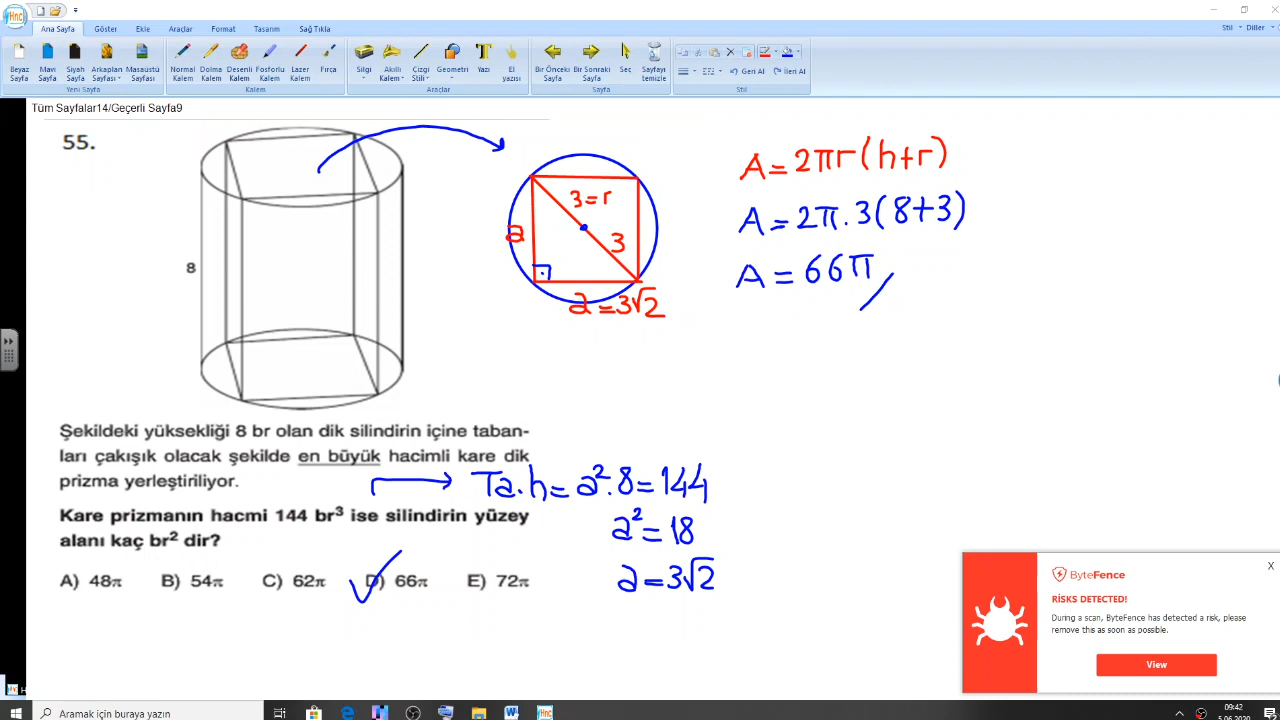 Ana Sayfa Göster Ekle Araçlar Format Tasarım Sağ Tıkla
Stil Diller
Beyaz Sayfa Mavi Sayfa Siyah Sayfa Arkaplan Sayfası Masaüstü Sayfası
Normal Kalem Dolma Kalem Desenli Kalem Fosforlu Kalem Lazer Kalem Fırça
Silgi Akıllı Kalem Çizgi Stili Geometri Yazı El yazısı
Bir Önceki Sayfa Bir Sonraki Sayfa Seç Sayfayı temizle
Geri Al İleri Al
Yeni Sayfa Kalem Araçlar Sayfa Stil
Tüm Sayfalar14/Geçerli Sayfa9
55.
8
3=r
a
3
a=3√2
A=2πr(h+r)
A=2π.3(8+3)
A=66π
Şekildeki yüksekliği 8 br olan dik silindirin içine taban-
ları çakışık olacak şekilde en büyük hacimli kare dik
prizma yerleştiriliyor.
Ta.h=a².8=144
a²=18
a=3√2
Kare prizmanın hacmi 144 br³ ise silindirin yüzey
alanı kaç br² dir?
A) 48π B) 54π C) 62π D) 66π E) 72π
ByteFence
RİSKS DETECTED!
During a scan, ByteFence has detected a risk, please
remove this as soon as possible.
View
Aramak için buraya yazın
09:42
5.06.2020